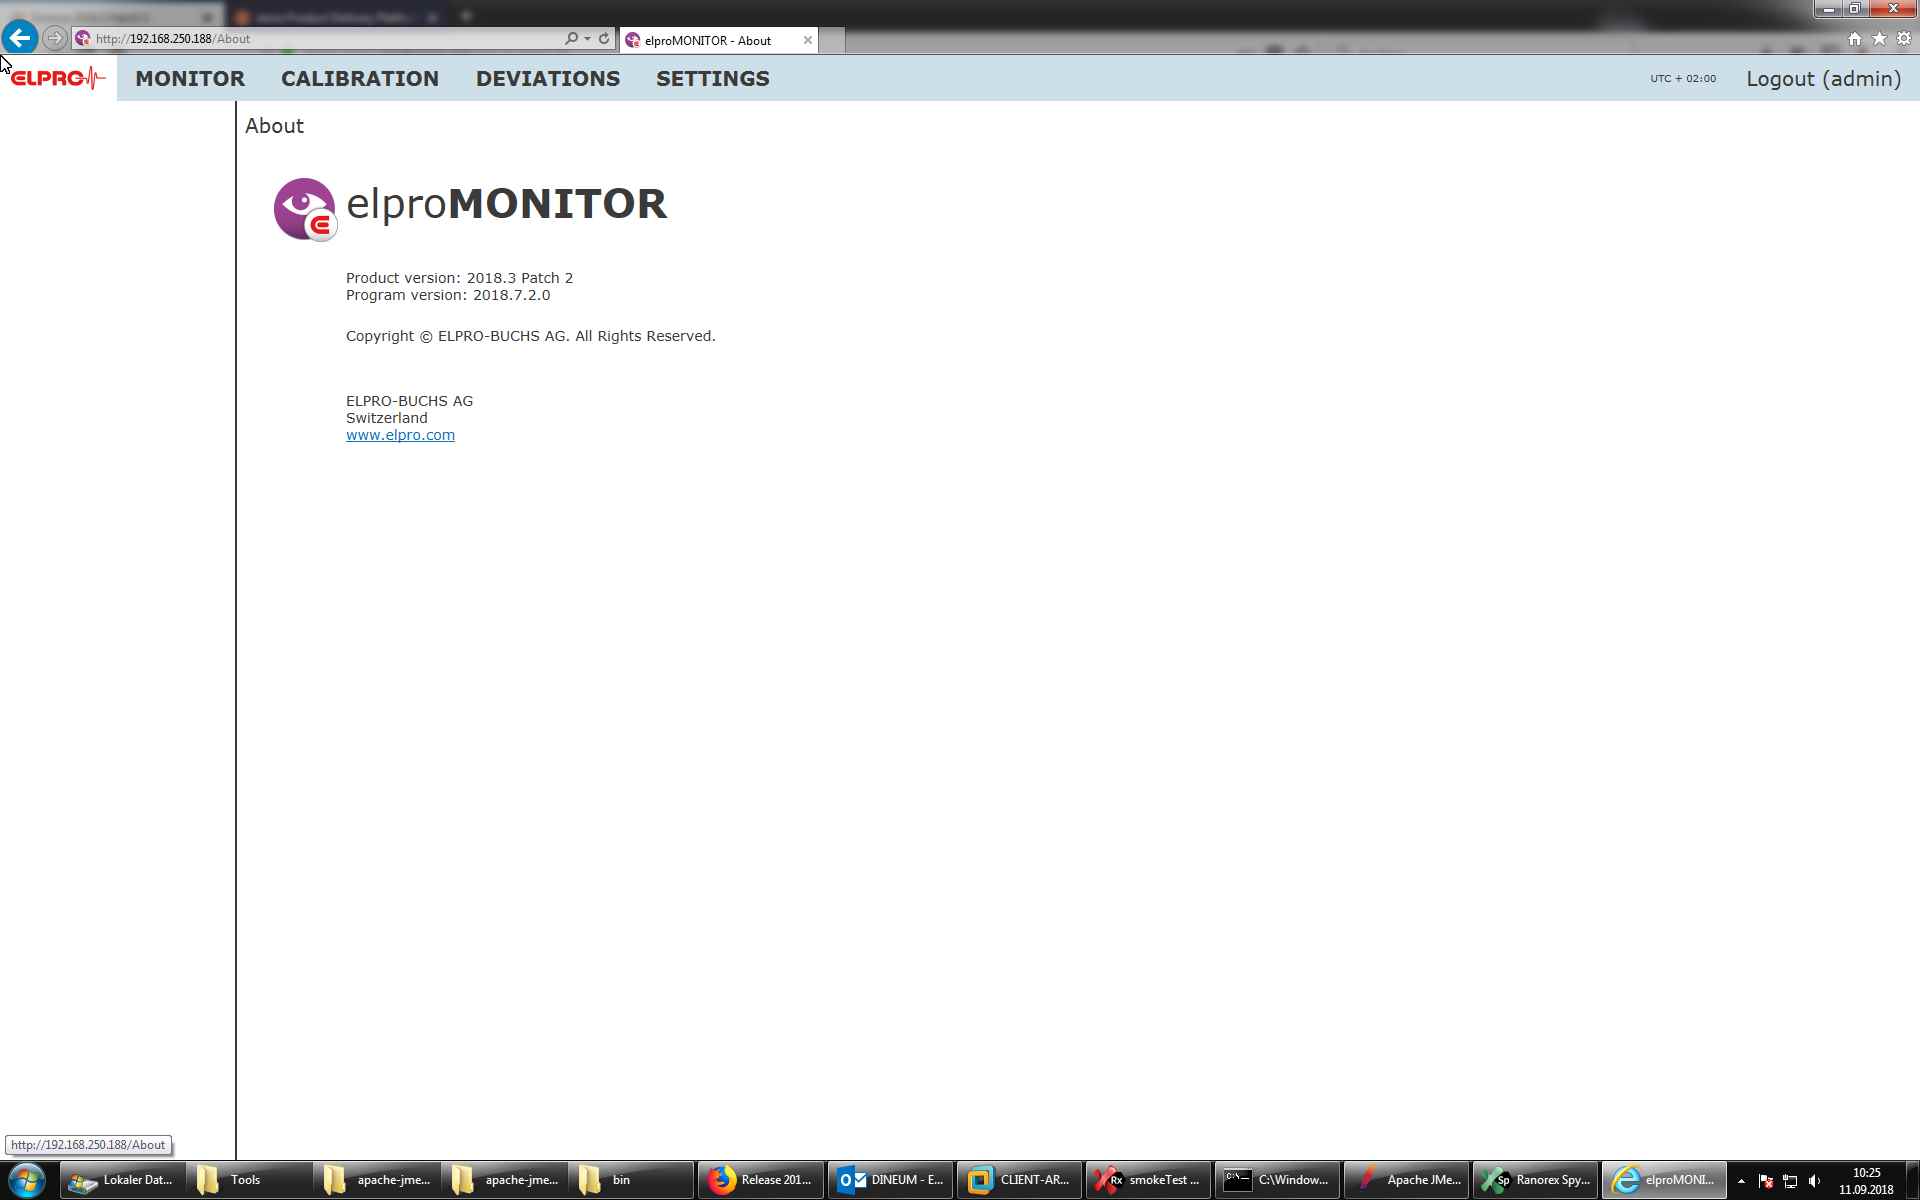 http://192.168.250.188/About
elproMONITOR - About
ELPRO
MONITOR
CALIBRATION
DEVIATIONS
SETTINGS
UTC + 02:00
Logout (admin)
About
elproMONITOR
Product version: 2018.3 Patch 2
Program version: 2018.7.2.0
Copyright © ELPRO-BUCHS AG. All Rights Reserved.
ELPRO-BUCHS AG
Switzerland
www.elpro.com
http://192.168.250.188/About
Lokaler Dat...
Tools
apache-jme...
apache-jme...
bin
Release 201...
DINEUM - E...
CLIENT-AR...
smokeTest ...
C:\Window...
Apache JMe...
Ranorex Spy...
elproMONI...
10:25
11.09.2018